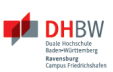 DHBW
Duale Hochschule
Baden-Württemberg
Ravensburg
Campus Friedrichshafen